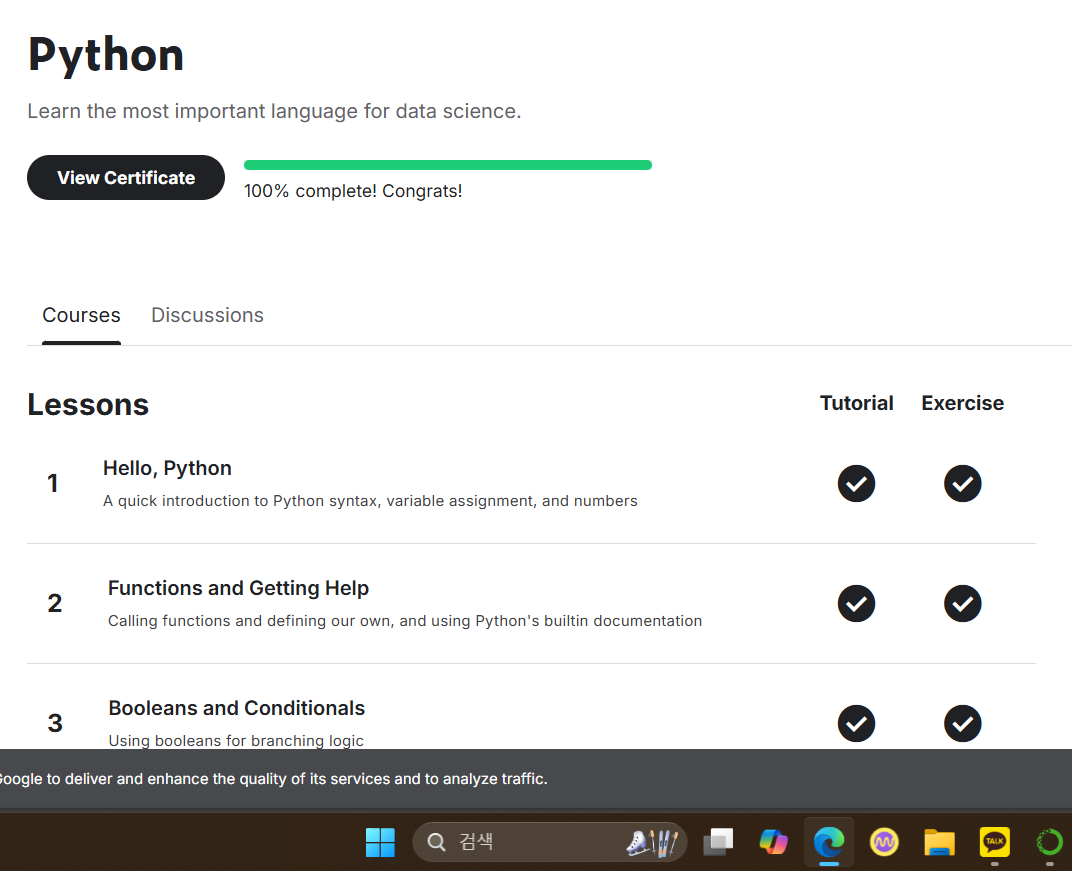 Python
Learn the most important language for data science.
View Certificate
100% complete! Congrats!
Courses Discussions
Lessons Tutorial Exercise
1 Hello, Python
A quick introduction to Python syntax, variable assignment, and numbers
2 Functions and Getting Help
Calling functions and defining our own, and using Python's builtin documentation
3 Booleans and Conditionals
Using booleans for branching logic
Google to deliver and enhance the quality of its services and to analyze traffic.
검색
TALK